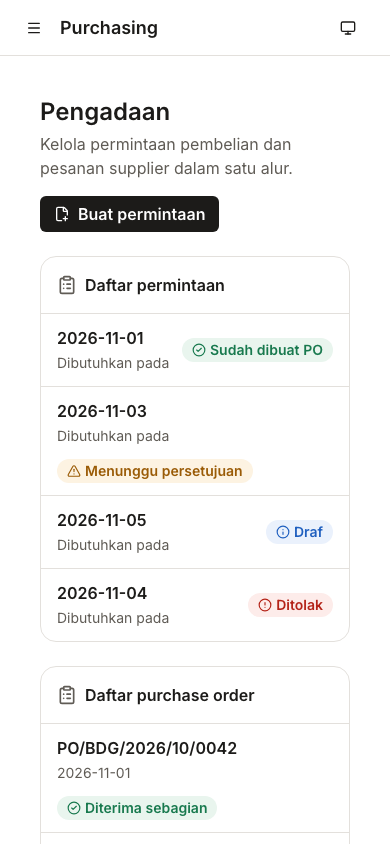 Purchasing
Pengadaan
Kelola permintaan pembelian dan
pesanan supplier dalam satu alur.
Buat permintaan
Daftar permintaan
2026-11-01
Dibutuhkan pada
Sudah dibuat PO
2026-11-03
Dibutuhkan pada
Menunggu persetujuan
2026-11-05
Dibutuhkan pada
Draf
2026-11-04
Dibutuhkan pada
Ditolak
Daftar purchase order
PO/BDG/2026/10/0042
2026-11-01
Diterima sebagian